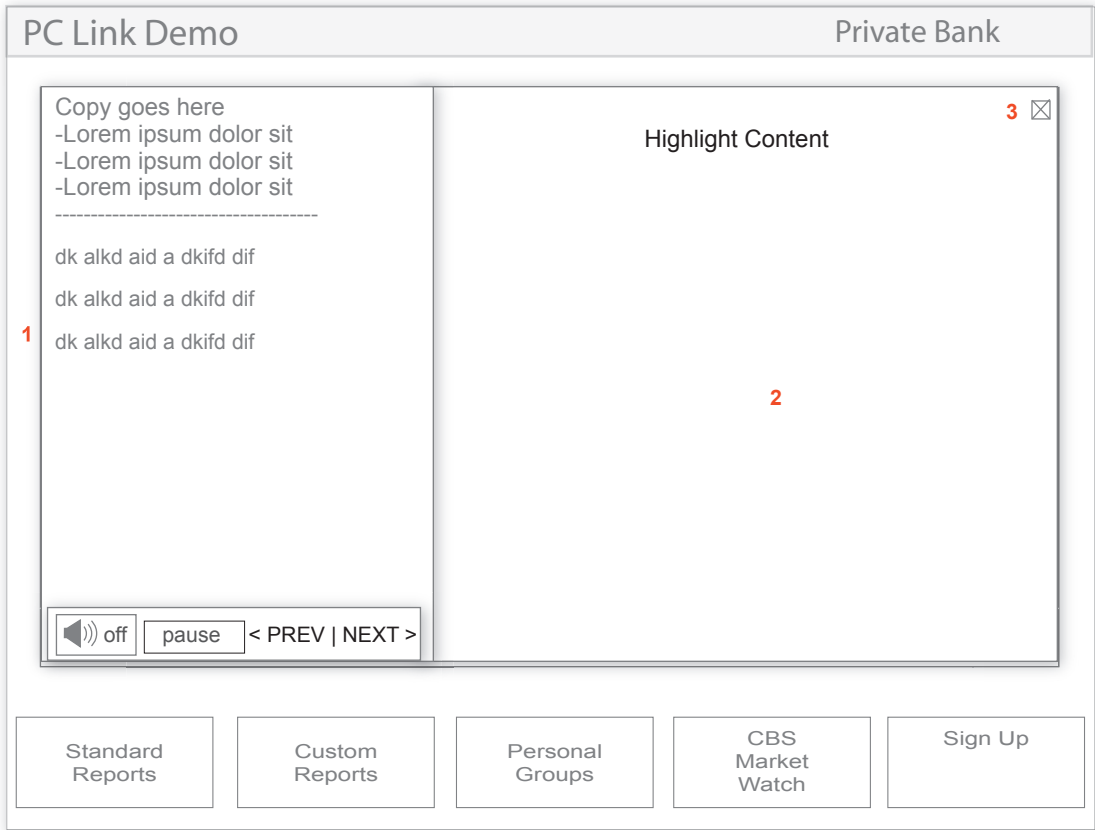 PC Link Demo
Private Bank
Copy goes here
-Lorem ipsum dolor sit
-Lorem ipsum dolor sit
-Lorem ipsum dolor sit
-------------------------------------
dk alkd aid a dkifd dif
dk alkd aid a dkifd dif
1
dk alkd aid a dkifd dif
off
pause
< PREV | NEXT >
3
Highlight Content
2
Standard
Reports
Custom
Reports
Personal
Groups
CBS
Market
Watch
Sign Up